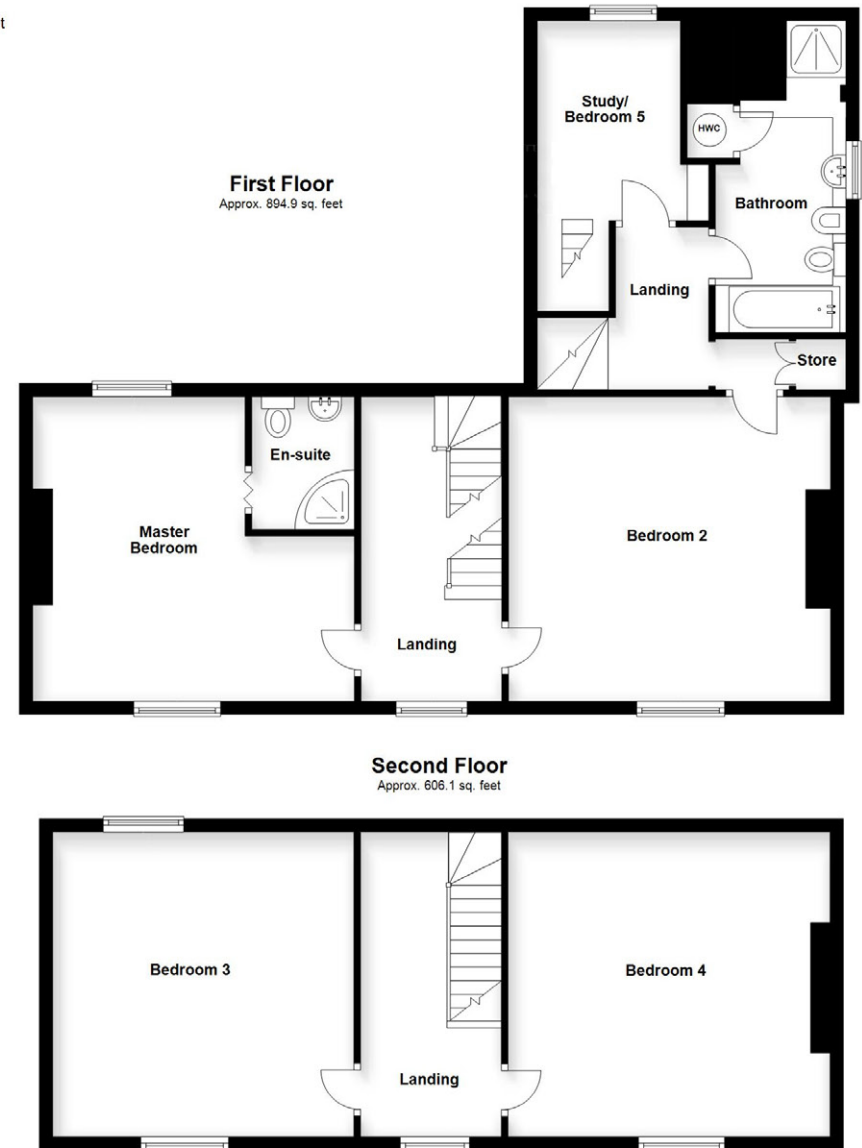 t
First Floor
Approx. 894.9 sq. feet
Study/
Bedroom 5
HWC
Bathroom
Landing
Store
En-suite
Master
Bedroom
Bedroom 2
Landing
Second Floor
Approx. 606.1 sq. feet
Bedroom 3
Bedroom 4
Landing